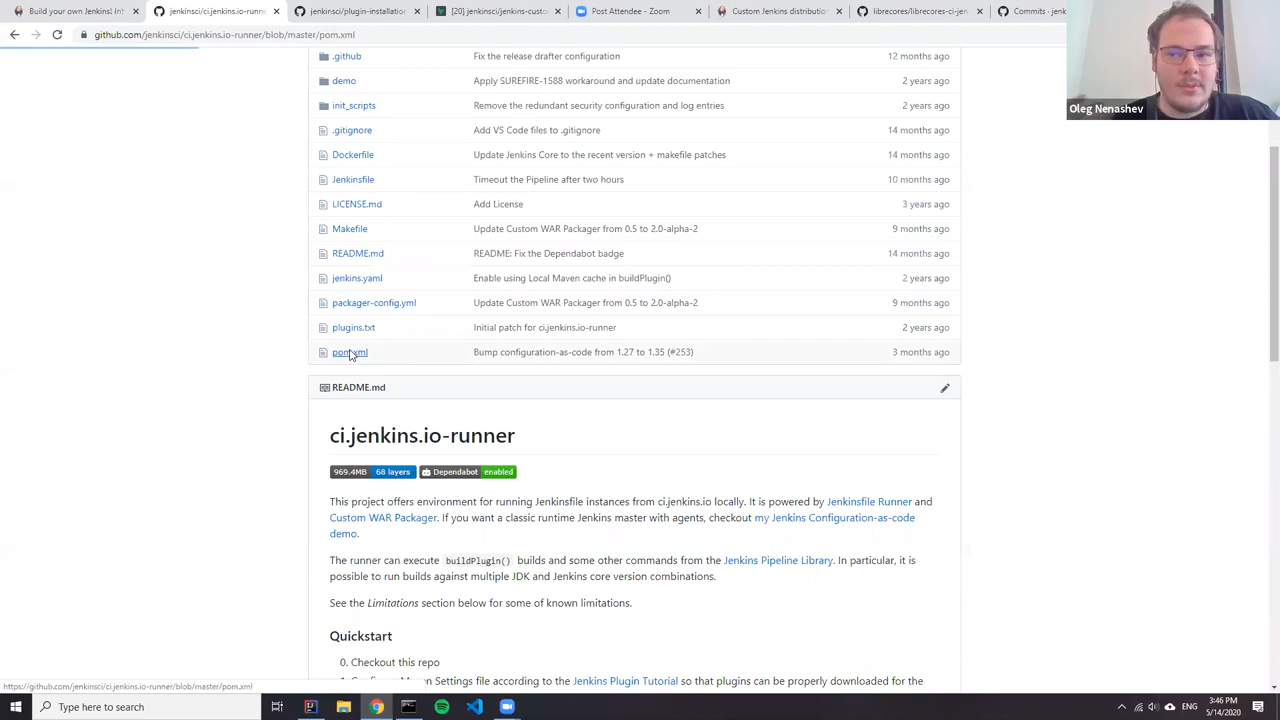 Build your own Jenkins! Intro
jenkinsci/ci.jenkins.io-runne
jenkinsci/plugin-installation
[20] jenkinsci/jenkins-custo
Post Attendee - Zoom
Custom Jenkins distribution
librecores/librecores-ci-jen
Commits · jen
github.com/jenkinsci/ci.jenkins.io-runner/blob/master/pom.xml
Oleg Nenashev
.github Fix the release drafter configuration 12 months ago
demo Apply SUREFIRE-1588 workaround and update documentation 2 years ago
init_scripts Remove the redundant security configuration and log entries 2 years ago
.gitignore Add VS Code files to .gitignore 14 months ago
Dockerfile Update Jenkins Core to the recent version + makefile patches 14 months ago
Jenkinsfile Timeout the Pipeline after two hours 10 months ago
LICENSE.md Add License 3 years ago
Makefile Update Custom WAR Packager from 0.5 to 2.0-alpha-2 9 months ago
README.md README: Fix the Dependabot badge 14 months ago
jenkins.yaml Enable using Local Maven cache in buildPlugin() 2 years ago
packager-config.yml Update Custom WAR Packager from 0.5 to 2.0-alpha-2 9 months ago
plugins.txt Initial patch for ci.jenkins.io-runner 2 years ago
pom.xml Bump configuration-as-code from 1.27 to 1.35 (#253) 3 months ago
README.md
ci.jenkins.io-runner
969.4MB 68 layers Dependabot enabled
This project offers environment for running Jenkinsfile instances from ci.jenkins.io locally. It is powered by Jenkinsfile Runner and
Custom WAR Packager. If you want a classic runtime Jenkins master with agents, checkout my Jenkins Configuration-as-code
demo.
The runner can execute buildPlugin() builds and some other commands from the Jenkins Pipeline Library. In particular, it is
possible to run builds against multiple JDK and Jenkins core version combinations.
See the Limitations section below for some of known limitations.
Quickstart
0. Checkout this repo
1. Configure Maven Settings file according to the Jenkins Plugin Tutorial so that plugins can be properly downloaded for the
https://github.com/jenkinsci/ci.jenkins.io-runner/blob/master/pom.xml
Type here to search
ENG
3:46 PM
5/14/2020